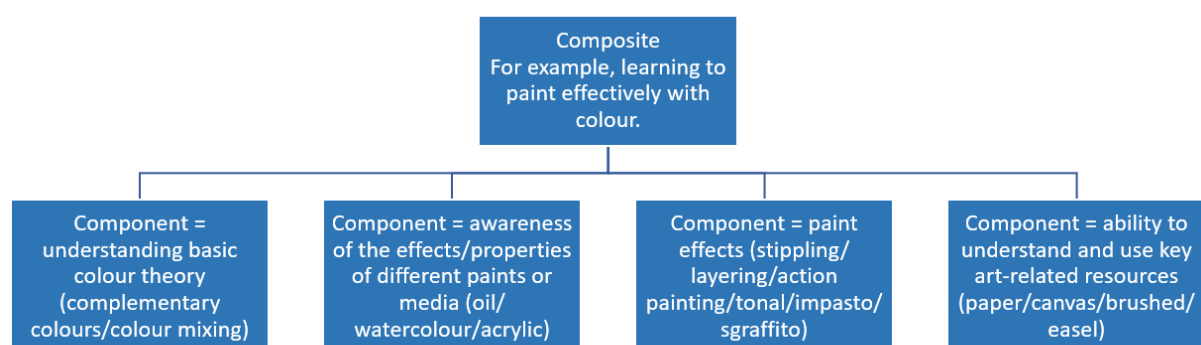 Composite
For example, learning to
paint effectively with
colour.
Component =
understanding basic
colour theory
(complementary
colours/colour mixing)
Component = awareness
of the effects/properties
of different paints or
media (oil/
watercolour/acrylic)
Component = paint
effects (stippling/
layering/action
painting/tonal/impasto/
sgraffito)
Component = ability to
understand and use key
art-related resources
(paper/canvas/brushed/
easel)